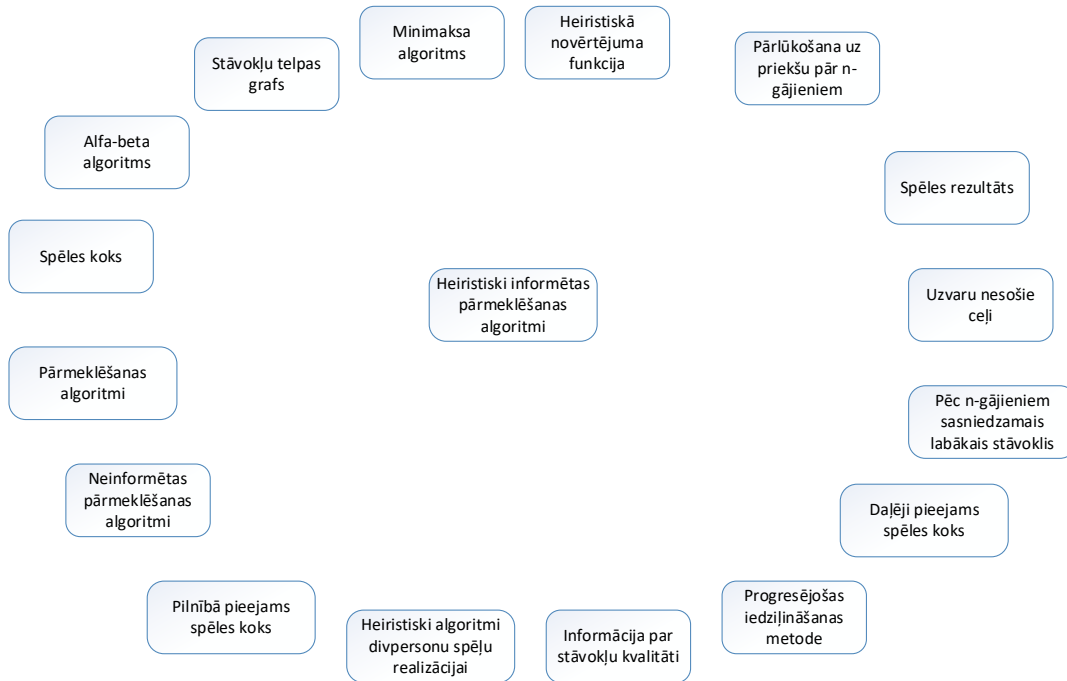 Minimaksa
algoritms
Heiristiskā
novērtējuma
funkcija
Stāvokļu telpas
grafs
Pārlūkošana uz
priekšu pār n-
gājieniem
Alfa-beta
algoritms
Spēles rezultāts
Spēles koks
Heiristiski informētas
pārmeklēšanas
algoritmi
Uzvaru nesošie
ceļi
Pārmeklēšanas
algoritmi
Pēc n-gājieniem
sasniedzamais
labākais stāvoklis
Neinformētas
pārmeklēšanas
algoritmi
Daļēji pieejams
spēles koks
Pilnībā pieejams
spēles koks
Heiristiski algoritmi
divpersonu spēļu
realizācijai
Informācija par
stāvokļu kvalitāti
Progresējošas
iedziļināšanas
metode